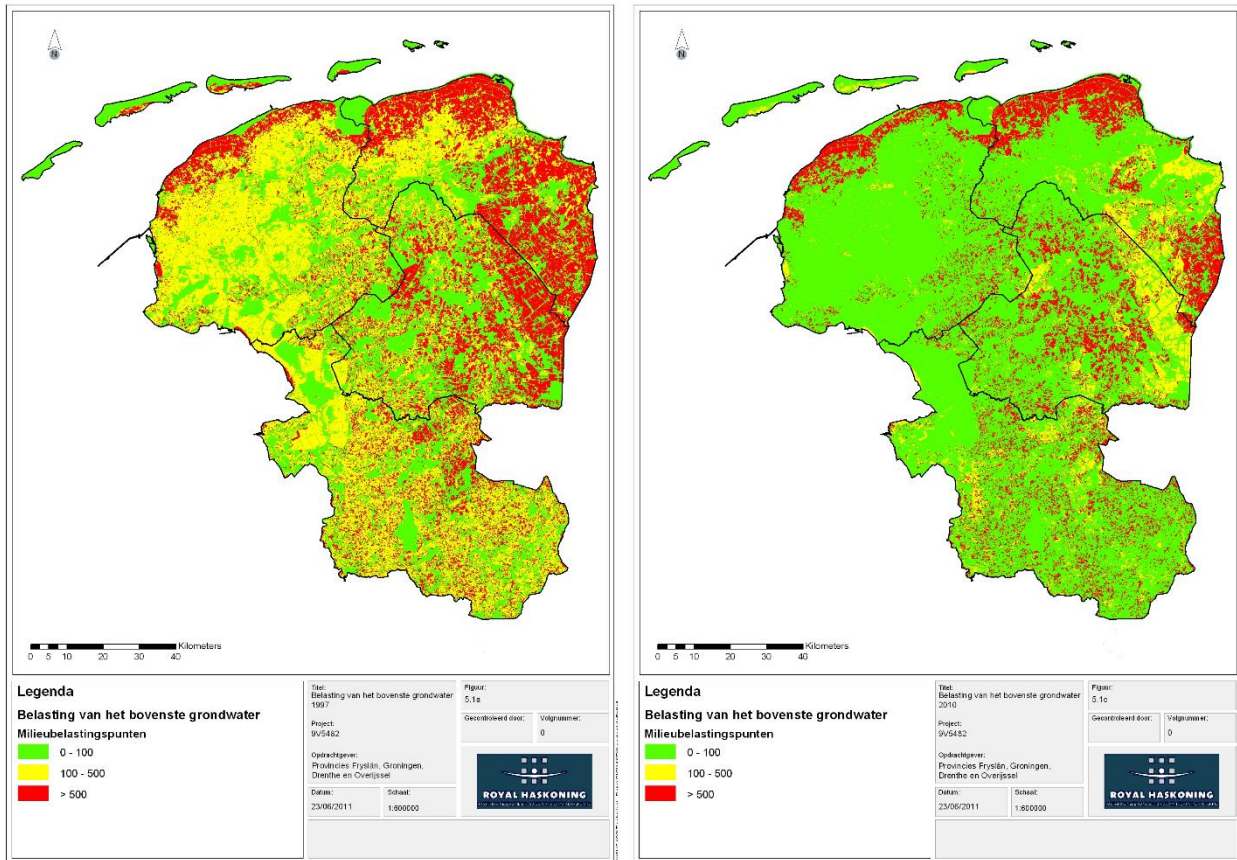 N
Kilometers
0 5 10 20 30 40
Legenda
Belasting van het bovenste grondwater
Milieubelastingspunten
0 - 100
100 - 500
> 500
Titel:
Belasting van het bovenste grondwater
1997
Project:
9V5482
Opdrachtgever:
Provincies Fryslân, Groningen,
Drenthe en Overijssel
Datum:
23/06/2011
Schaal:
1:600000
Figuur:
5.1a
Gecontroleerd door:
Volgnummer:
0
ROYAL HASKONING
N
Kilometers
0 5 10 20 30 40
Legenda
Belasting van het bovenste grondwater
Milieubelastingspunten
0 - 100
100 - 500
> 500
Titel:
Belasting van het bovenste grondwater
2010
Project:
9V5482
Opdrachtgever:
Provincies Fryslân, Groningen,
Drenthe en Overijssel
Datum:
23/06/2011
Schaal:
1:600000
Figuur:
5.1c
Gecontroleerd door:
Volgnummer:
0
ROYAL HASKONING